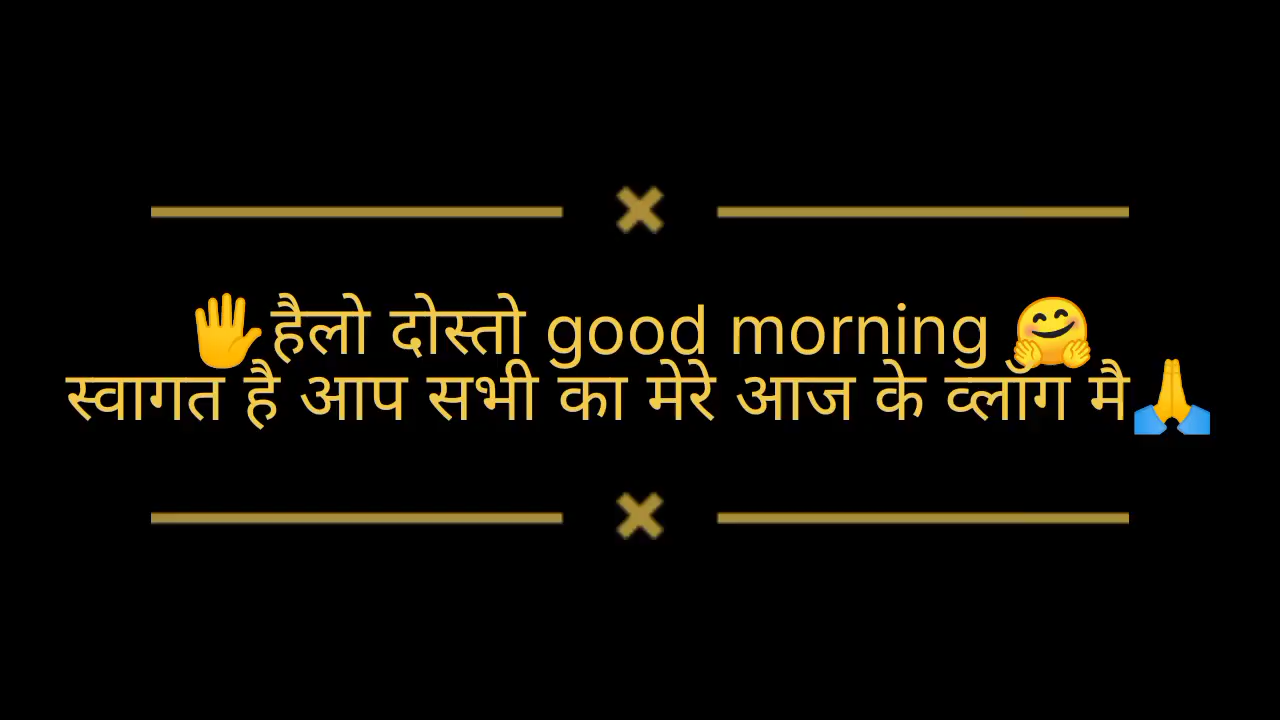 🖐हैलो दोस्तो good morning 🤗
स्वागत है आप सभी का मेरे आज के व्लॉग मै🙏